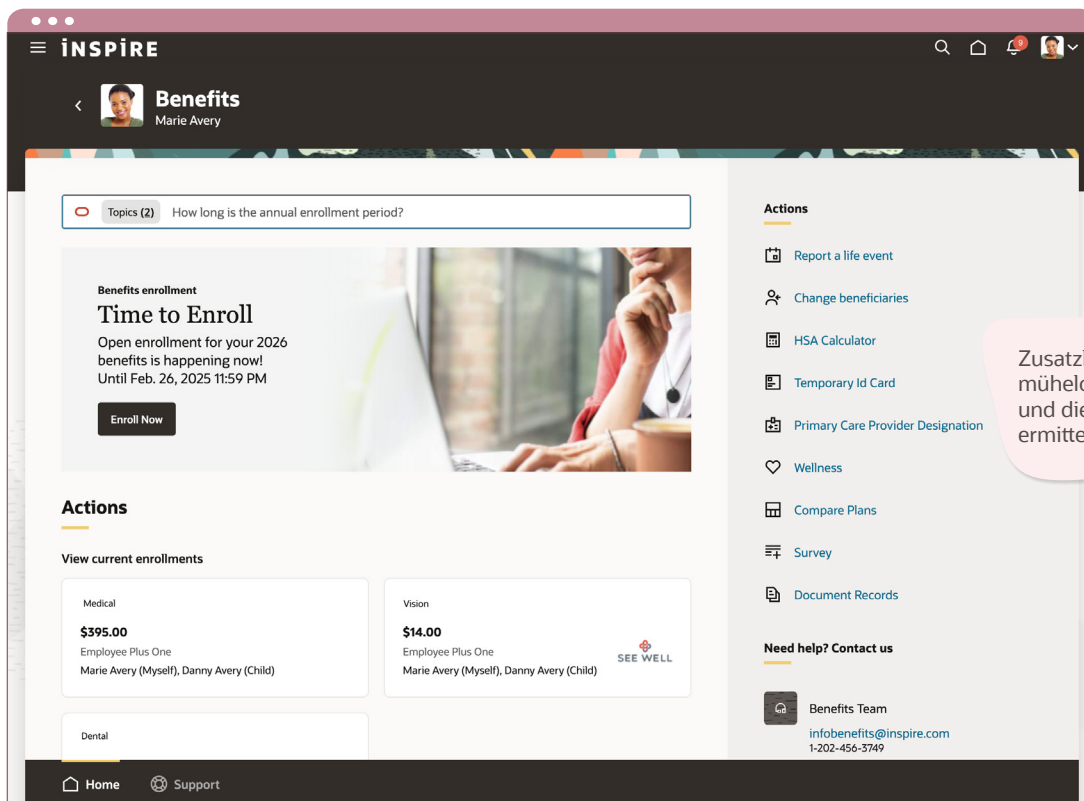 iNSPiRE
9
Benefits
Marie Avery
Topics (2) How long is the annual enrollment period?
Benefits enrollment
Time to Enroll
Open enrollment for your 2026
benefits is happening now!
Until Feb. 26, 2025 11:59 PM
Enroll Now
Actions
View current enrollments
Medical
$395.00
Employee Plus One
Marie Avery (Myself), Danny Avery (Child)
Vision
$14.00
Employee Plus One
Marie Avery (Myself), Danny Avery (Child)
SEE WELL
Dental
Actions
Report a life event
Change beneficiaries
HSA Calculator
Temporary Id Card
Primary Care Provider Designation
Wellness
Compare Plans
Survey
Document Records
Need help? Contact us
Benefits Team
infobenefits@inspire.com
1-202-456-3749
und
Home
Support